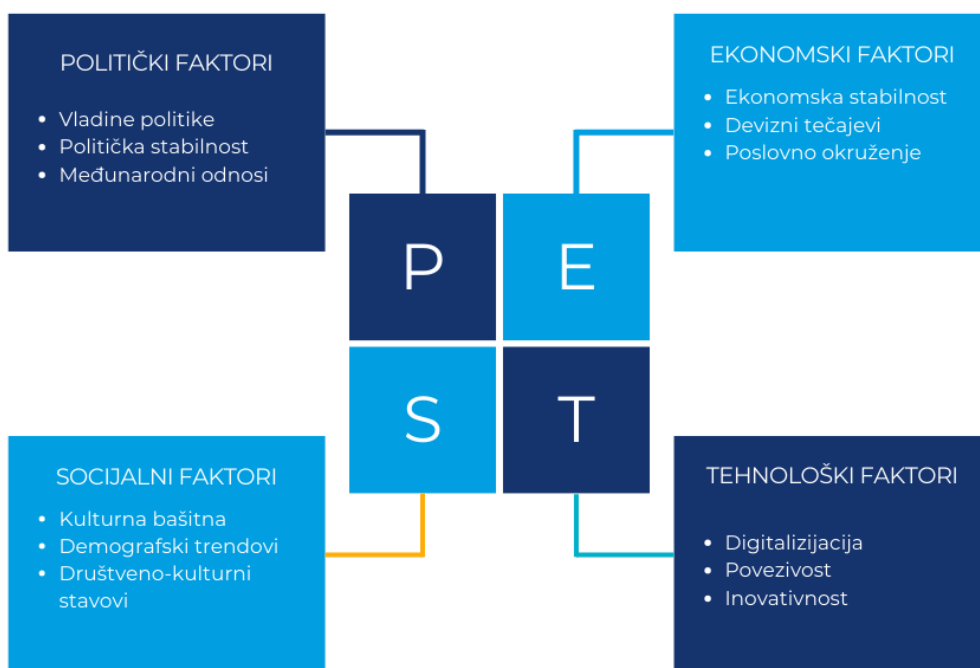 POLITIČKI FAKTORI
• Vladine politike
• Politička stabilnost
• Međunarodni odnosi
EKONOMSKI FAKTORI
• Ekonomska stabilnost
• Devizni tečajevi
• Poslovno okruženje
P
E
S
T
SOCIJALNI FAKTORI
• Kulturna bašitna
• Demografski trendovi
• Društveno-kulturni
stavovi
TEHNOLOŠKI FAKTORI
• Digitalizijacija
• Povezivost
• Inovativnost